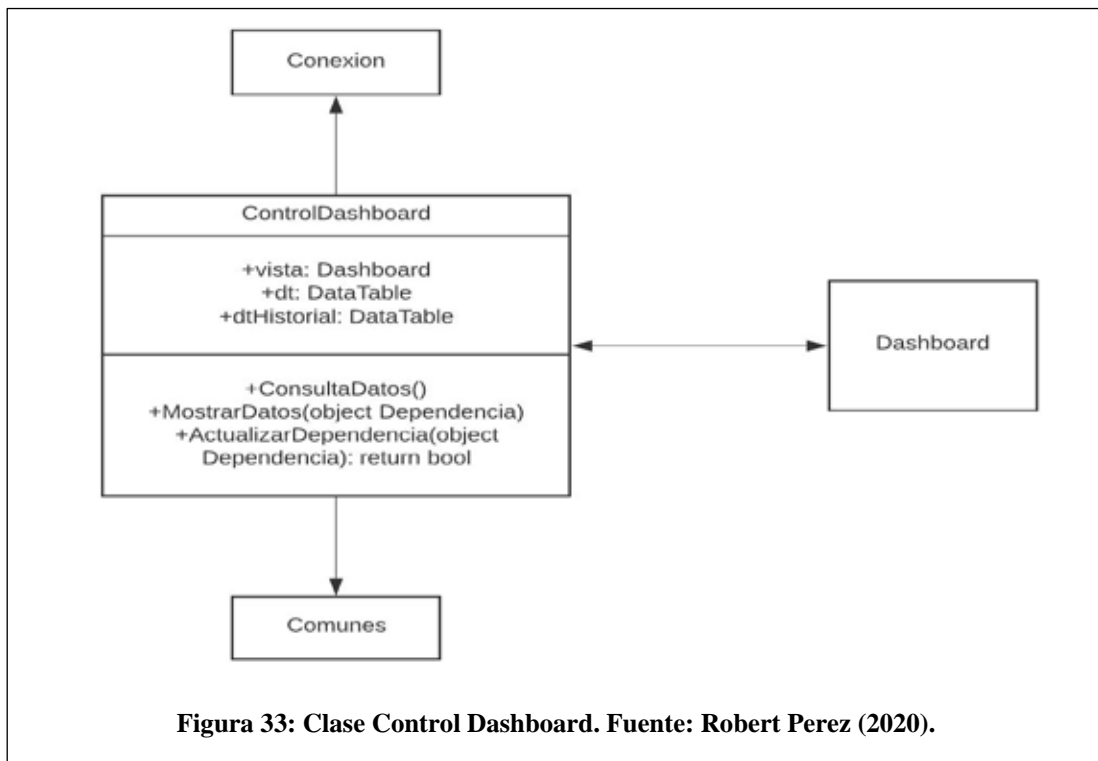 Conexion
ControlDashboard
+vista: Dashboard
+dt: DataTable
+dtHistorial: DataTable
+ConsultaDatos()
+MostrarDatos(object Dependencia)
+ActualizarDependencia(object
Dependencia): return bool
Dashboard
Comunes
Figura 33: Clase Control Dashboard. Fuente: Robert Perez (2020).